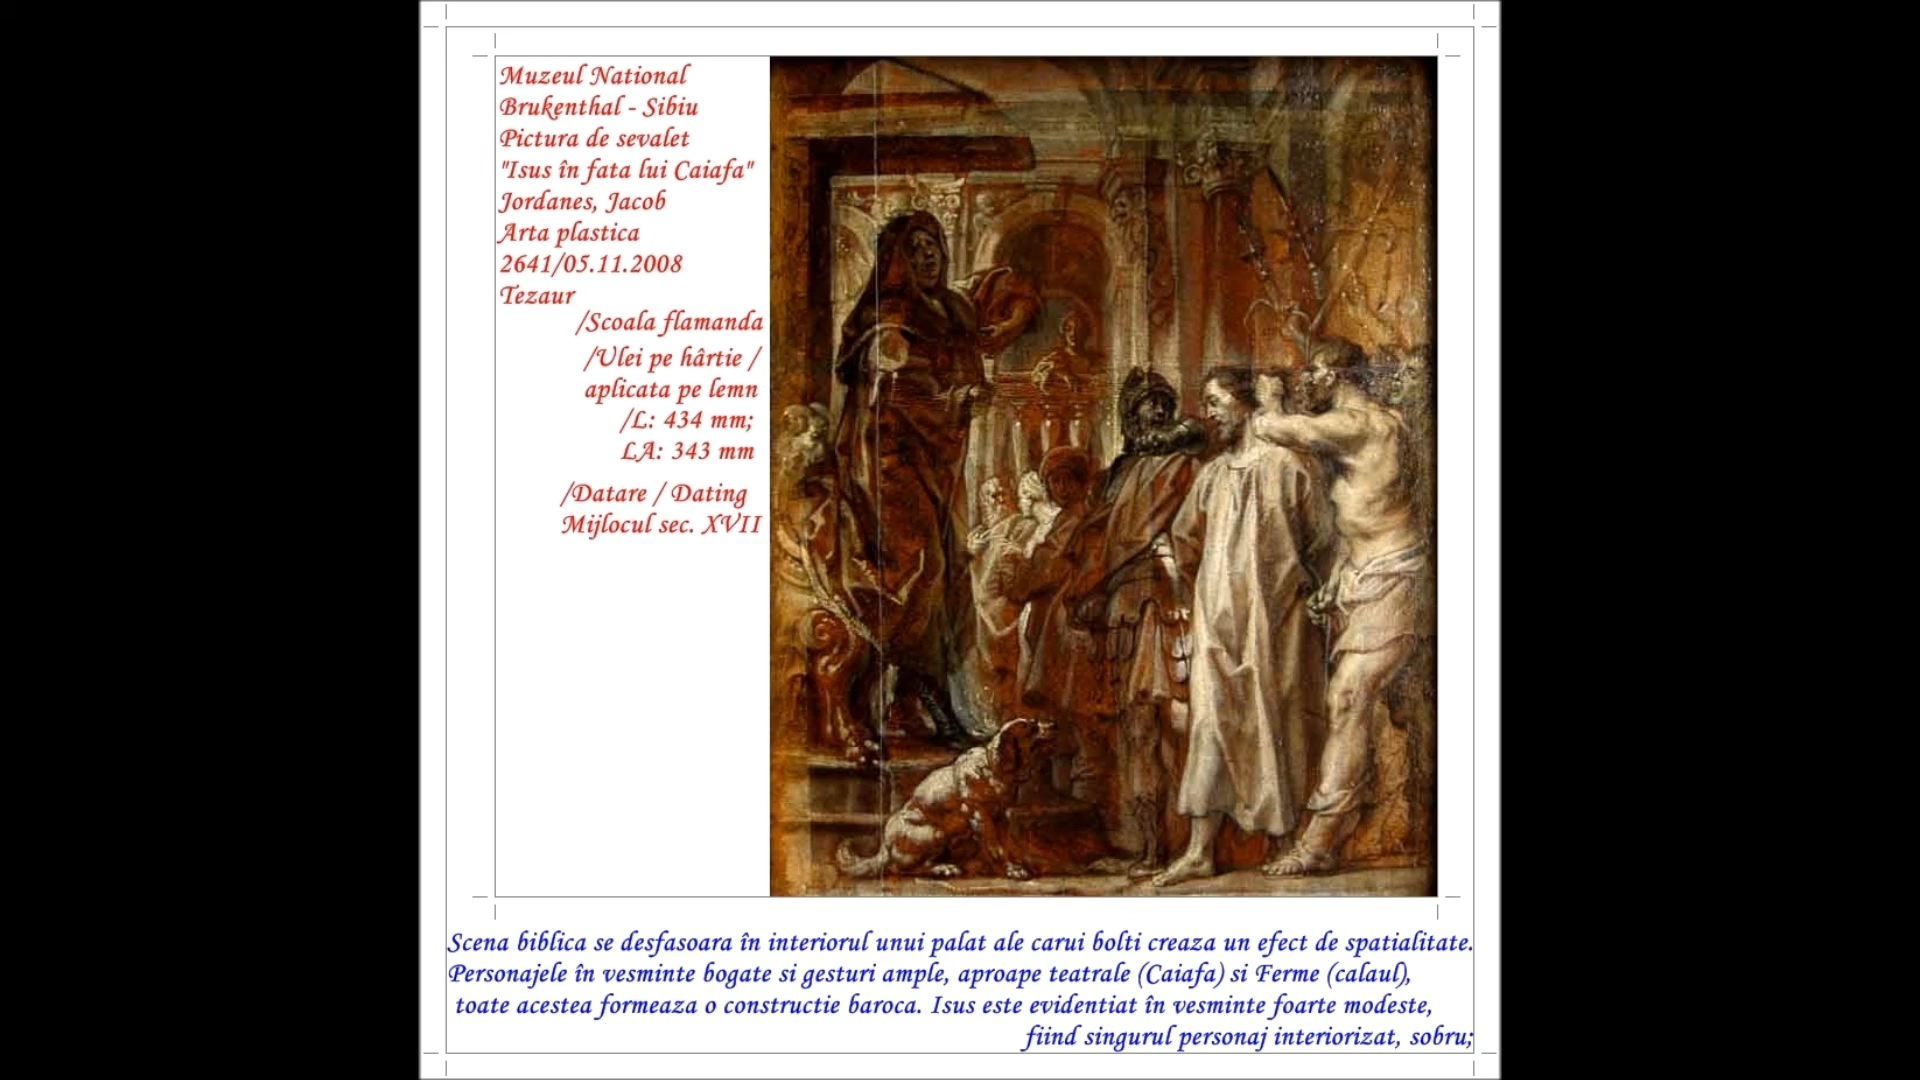 Muzeul National
Brukenthal - Sibiu
Pictura de sevalet
"Isus în fata lui Caiafa"
Jordanes, Jacob
Arta plastica
2641/05.11.2008
Tezaur
/Scoala flamanda
/Ulei pe hârtie /
aplicata pe lemn
/L: 434 mm;
LA: 343 mm
/Datare / Dating
Mijlocul sec. XVII
Scena biblica se desfasoara în interiorul unui palat ale carui bolti creaza un efect de spatialitate.
Personajele în vesminte bogate si gesturi ample, aproape teatrale (Caiafa) si Ferme (calaul),
toate acestea formeaza o constructie baroca. Isus este evidentiat în vesminte foarte modeste,
fiind singurul personaj interiorizat, sobru;